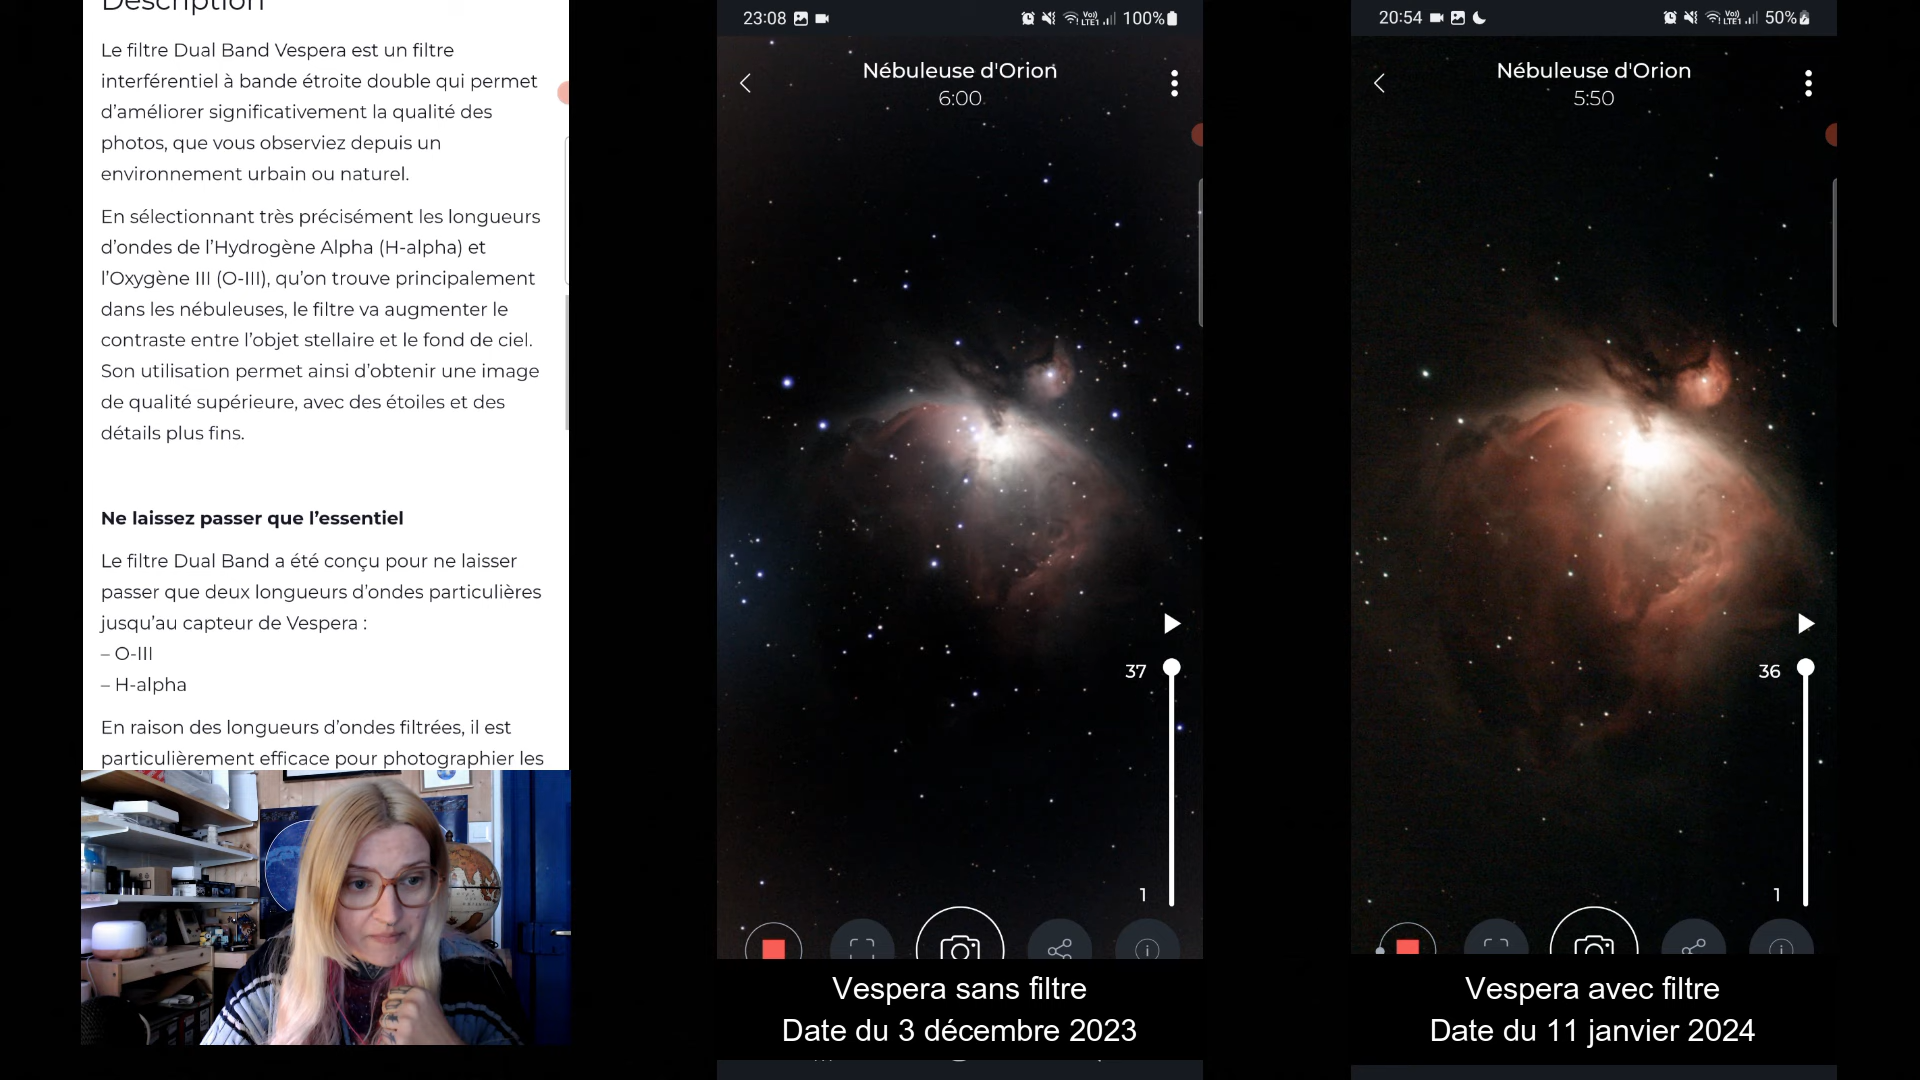 Description
Le filtre Dual Band Vespera est un filtre
interférentiel à bande étroite double qui permet
d’améliorer significativement la qualité des
photos, que vous observiez depuis un
environnement urbain ou naturel.
En sélectionnant très précisément les longueurs
d’ondes de l’Hydrogène Alpha (H-alpha) et
l’Oxygène III (O-III), qu’on trouve principalement
dans les nébuleuses, le filtre va augmenter le
contraste entre l’objet stellaire et le fond de ciel.
Son utilisation permet ainsi d’obtenir une image
de qualité supérieure, avec des étoiles et des
détails plus fins.
Ne laissez passer que l’essentiel
Le filtre Dual Band a été conçu pour ne laisser
passer que deux longueurs d’ondes particulières
jusqu’au capteur de Vespera :
– O-III
– H-alpha
En raison des longueurs d’ondes filtrées, il est
particulièrement efficace pour photographier les
23:08 Vo) LTE1 100%
Nébuleuse d'Orion
6:00
37
1
Vespera sans filtre
Date du 3 décembre 2023
20:54 Vo) LTE1 50%
Nébuleuse d'Orion
5:50
36
1
Vespera avec filtre
Date du 11 janvier 2024